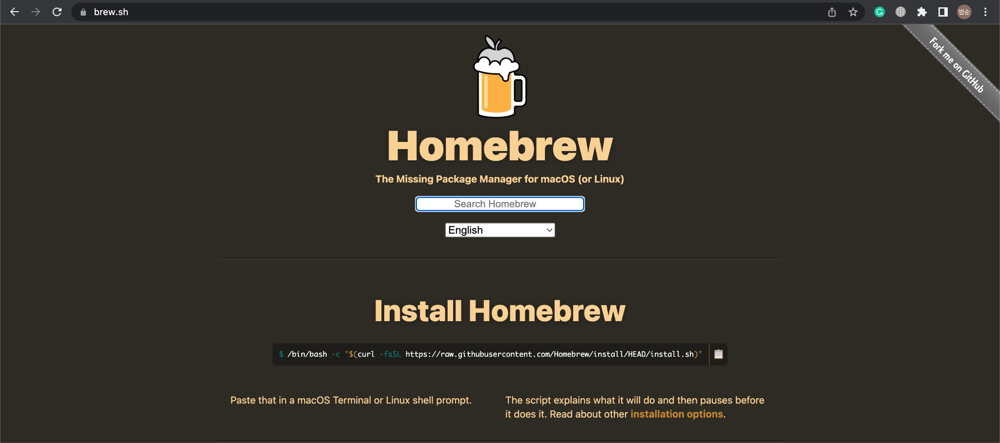 brew.sh
범순
Fork me on GitHub
Homebrew
The Missing Package Manager for macOS (or Linux)
Search Homebrew
English
Install Homebrew
$ /bin/bash -c "$(curl -fsSL https://raw.githubusercontent.com/Homebrew/install/HEAD/install.sh)"
Paste that in a macOS Terminal or Linux shell prompt.
The script explains what it will do and then pauses before
it does it. Read about other installation options.